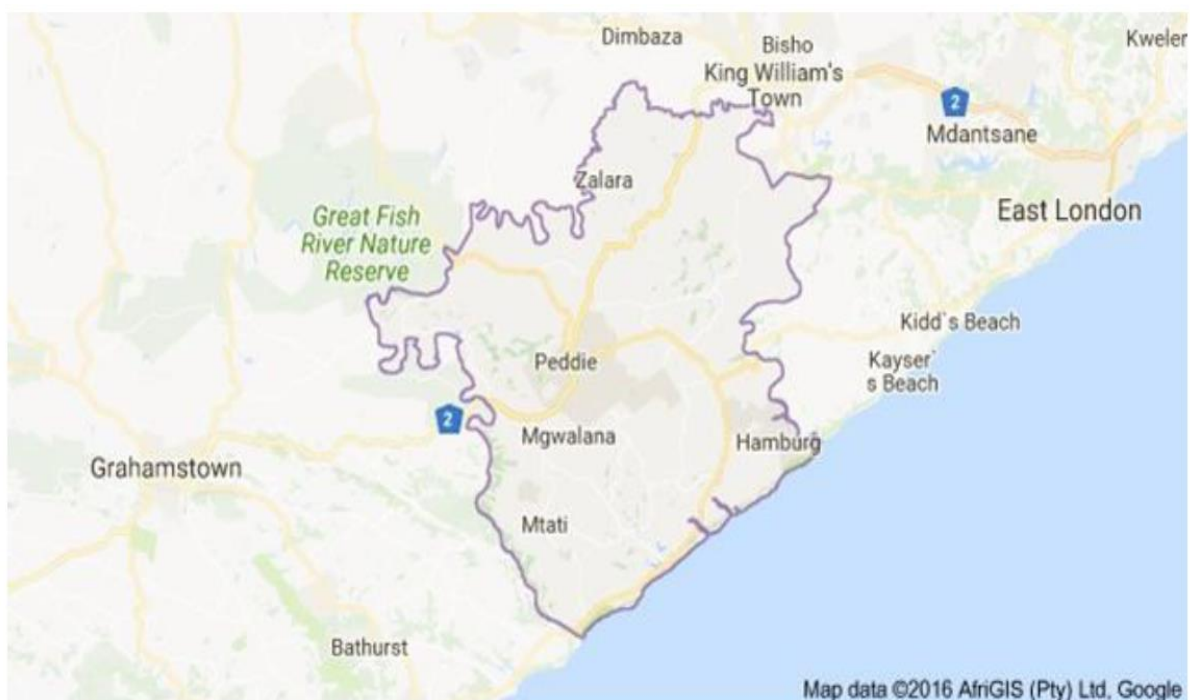 Dimbaza
Bisho
King William's
Town
Kweler
2
Mdantsane
Zalara
East London
Great Fish
River Nature
Reserve
Kidd`s Beach
Kayser`
s Beach
Peddie
2
Mgwalana
Hamburg
Grahamstown
Mtati
Bathurst
Map data ©2016 AfriGIS (Pty) Ltd, Google